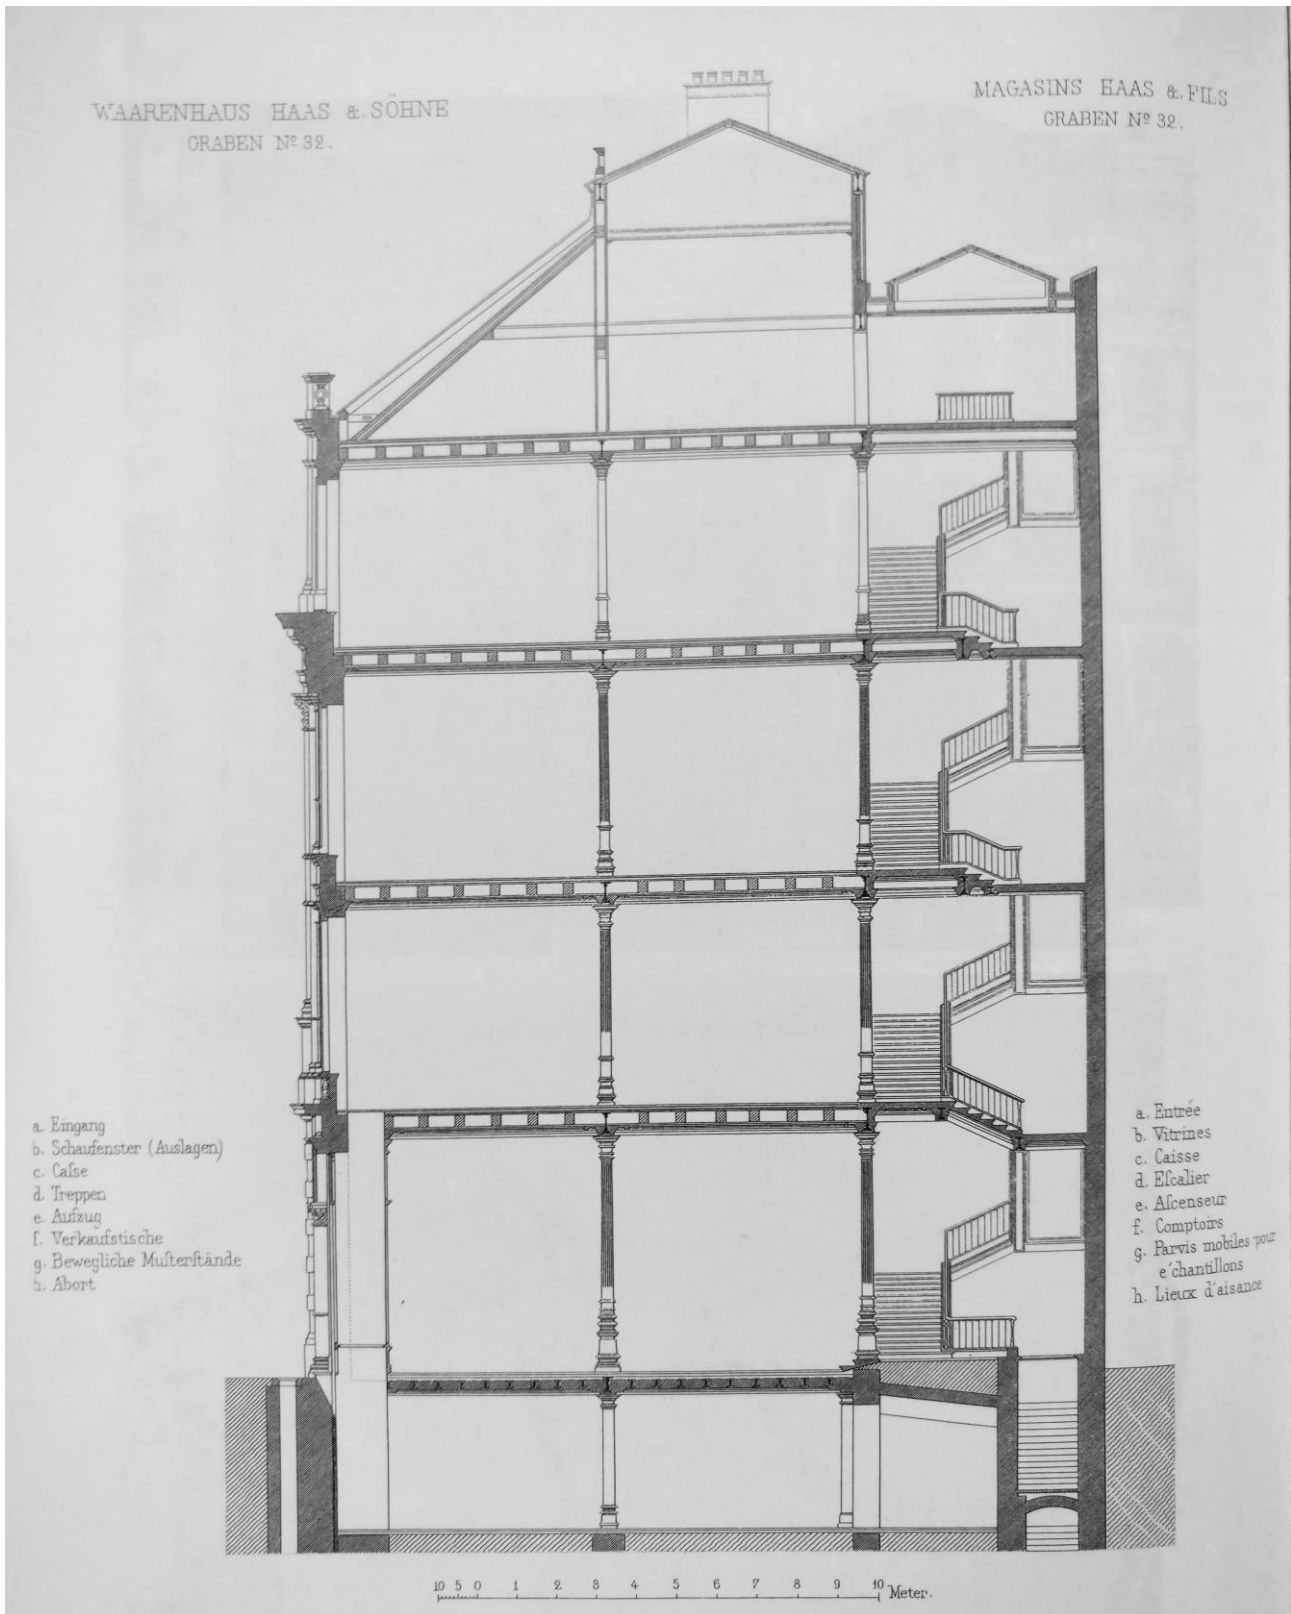 WAARENHAUS HAAS & SÖHNE
GRABEN Nº 32.
MAGASINS HAAS & FILS
GRABEN Nº 32.
a. Eingang
b. Schaufenster (Auslagen)
c. Caſse
d. Treppen
e. Aufzug
f. Verkaufstische
g. Bewegliche Muſterſtände
h. Abort
a. Entrée
b. Vitrines
c. Caisse
d. Eſcalier
e. Aſcenseur
f. Comptoirs
g. Parvis mobiles pour
e'chantillons
h. Lieux d'aisance
10 5 0 1 2 3 4 5 6 7 8 9 10 Meter.